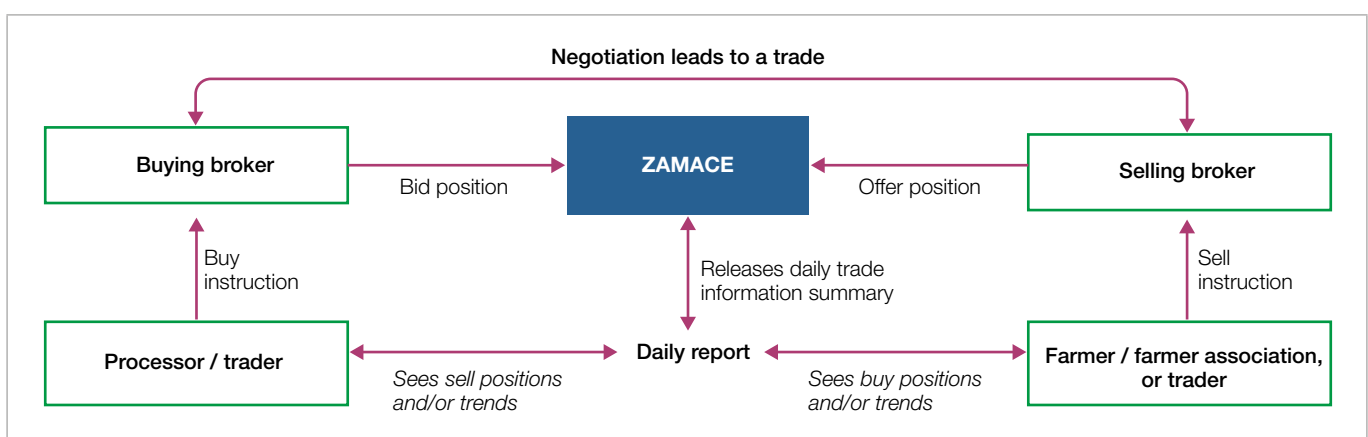 Negotiation leads to a trade
Buying broker
ZAMACE
Selling broker
Bid position
Offer position
Buy
instruction
Releases daily trade
information summary
Sell
instruction
Processor / trader
Daily report
Farmer / farmer association,
or trader
Sees sell positions
and/or trends
Sees buy positions
and/or trends